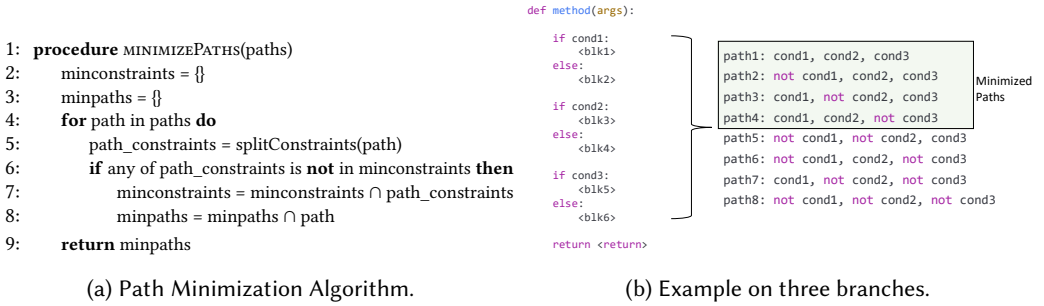 1: procedure MINIMIZEPATHS(paths)
2: minconstraints = {}
3: minpaths = {}
4: for path in paths do
5: path_constraints = splitConstraints(path)
6: if any of path_constraints is not in minconstraints then
7: minconstraints = minconstraints ∩ path_constraints
8: minpaths = minpaths ∩ path
9: return minpaths
(a) Path Minimization Algorithm.
def method(args):
if cond1:
<blk1>
else:
<blk2>
if cond2:
<blk3>
else:
<blk4>
if cond3:
<blk5>
else:
<blk6>
return <return>
path1: cond1, cond2, cond3
path2: not cond1, cond2, cond3
path3: cond1, not cond2, cond3
path4: cond1, cond2, not cond3
path5: not cond1, not cond2, cond3
path6: not cond1, cond2, not cond3
path7: cond1, not cond2, not cond3
path8: not cond1, not cond2, not cond3
Minimized
Paths
(b) Example on three branches.